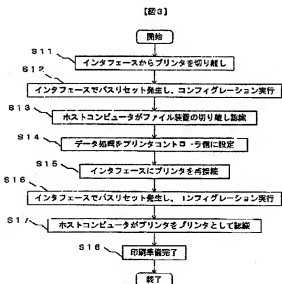 【図3】
開始
S11
インタフェースからプリンタを切り離し
S12
インタフェースでバスリセット発生し、コンフィグレーション実行
S13
ホストコンピュータがファイル装置の切り離し認識
S14
データ処理をプリンタコントローラ側に設定
S15
インタフェースにプリンタを再接続
S16
インタフェースでバスリセット発生し、コンフィグレーション実行
S17
ホストコンピュータがプリンタをプリンタとして認識
S18
印刷準備完了
終了